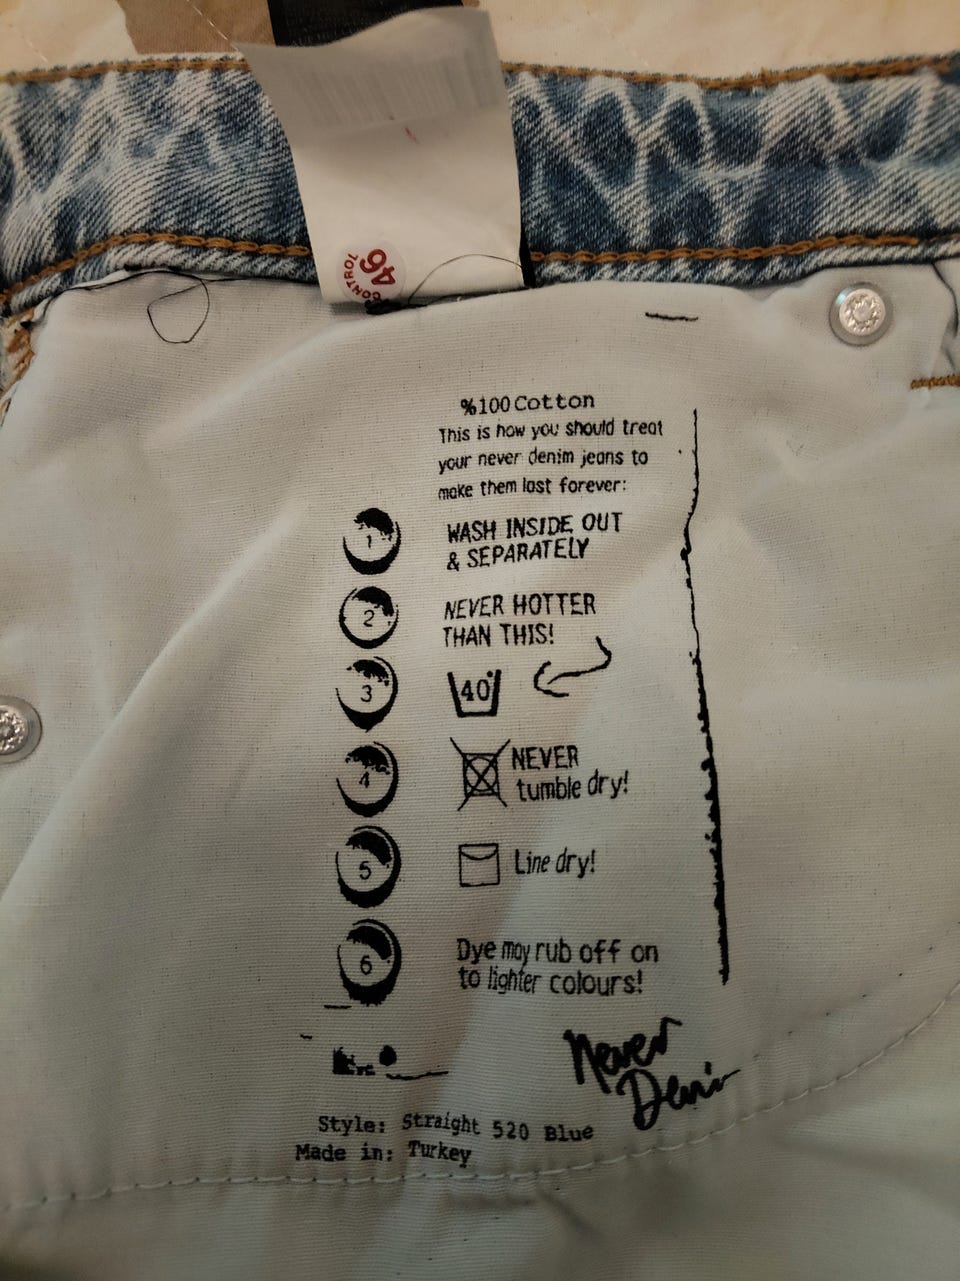 CONTROL
46
%100 Cotton
This is how you should treat
your never denim jeans to
make them last forever:
1
WASH INSIDE OUT
& SEPARATELY
2
NEVER HOTTER
THAN THIS!
3
40°
4
NEVER
tumble dry!
5
Line dry!
6
Dye may rub off on
to lighter colours!
Never
Denim
Style: Straight 520 Blue
Made in: Turkey